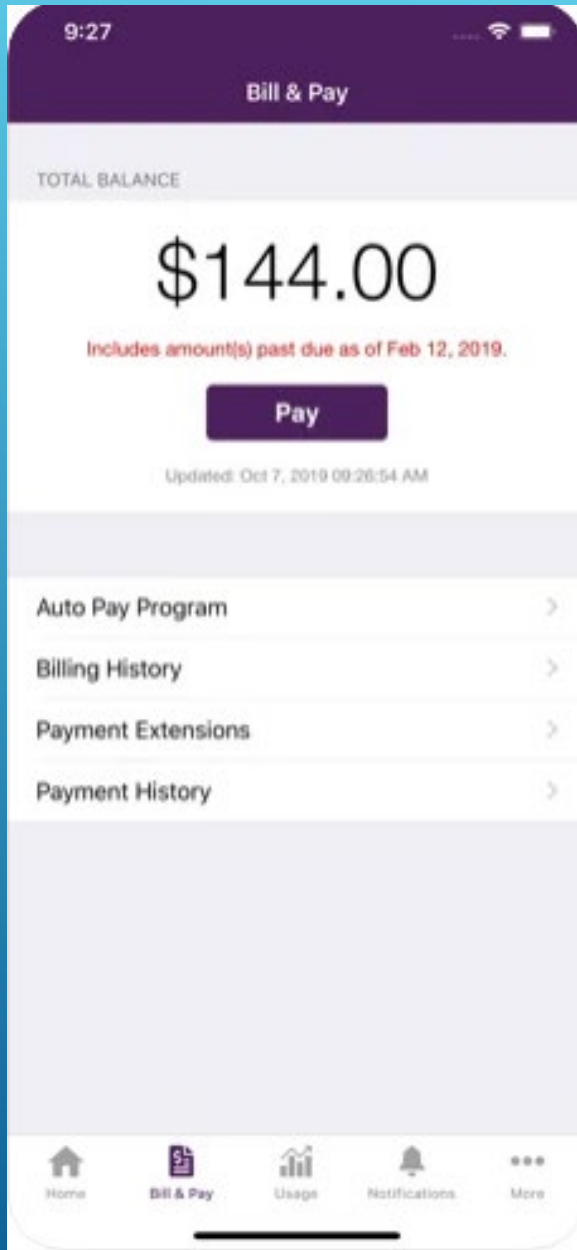 9:27
Bill & Pay
TOTAL BALANCE
$144.00
Includes amount(s) past due as of Feb 12, 2019.
Pay
Updated: Oct 7, 2019 09:26:54 AM
Auto Pay Program
Billing History
Payment Extensions
Payment History
Home Bill & Pay Usage Notifications More